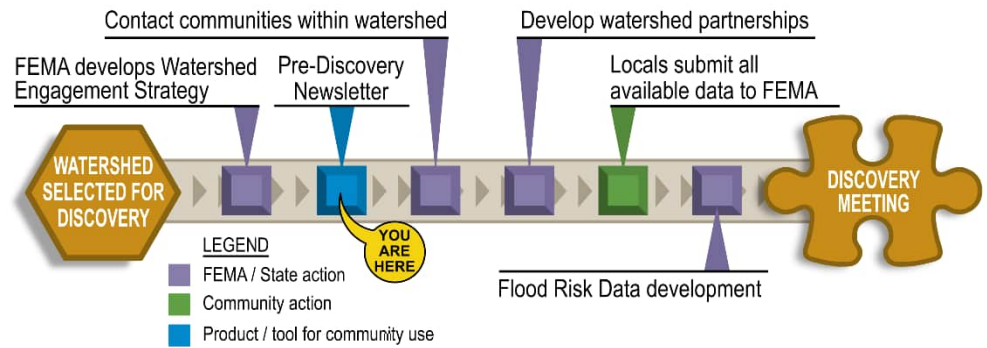 Contact communities within watershed
Develop watershed partnerships
FEMA develops Watershed
Engagement Strategy
Pre-Discovery
Newsletter
Locals submit all
available data to FEMA
WATERSHED
SELECTED FOR
DISCOVERY
DISCOVERY
MEETING
YOU
ARE
HERE
LEGEND
FEMA / State action
Community action
Product / tool for community use
Flood Risk Data development